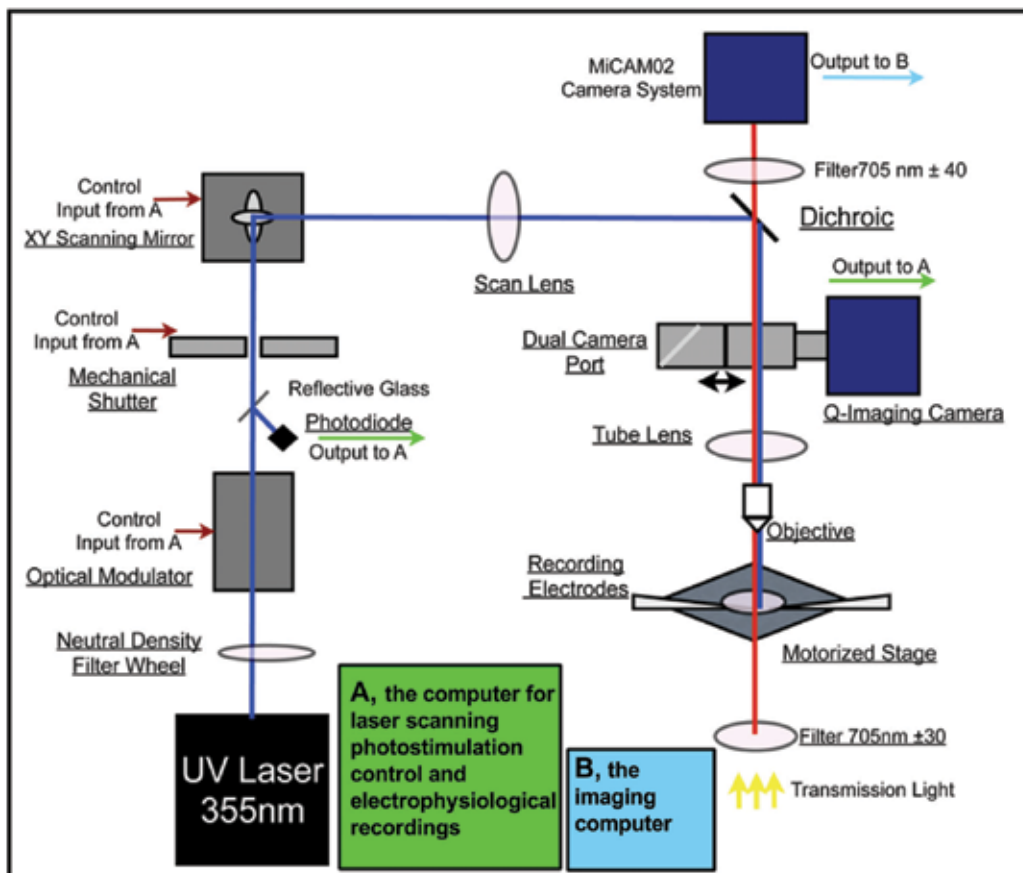 MiCAM02
Camera System
Output to B
Filter705 nm ± 40
Control
Input from A
XY Scanning Mirror
Dichroic
Scan Lens
Output to A
Control
Input from A
Mechanical
Shutter
Dual Camera
Port
Reflective Glass
Photodiode
Output to A
Q-Imaging Camera
Tube Lens
Control
Input from A
Optical Modulator
Objective
Recording
Electrodes
Neutral Density
Filter Wheel
Motorized Stage
UV Laser
355nm
A, the computer for
laser scanning
photostimulation
control and
electrophysiological
recordings
B, the
imaging
computer
Filter 705nm ±30
Transmission Light